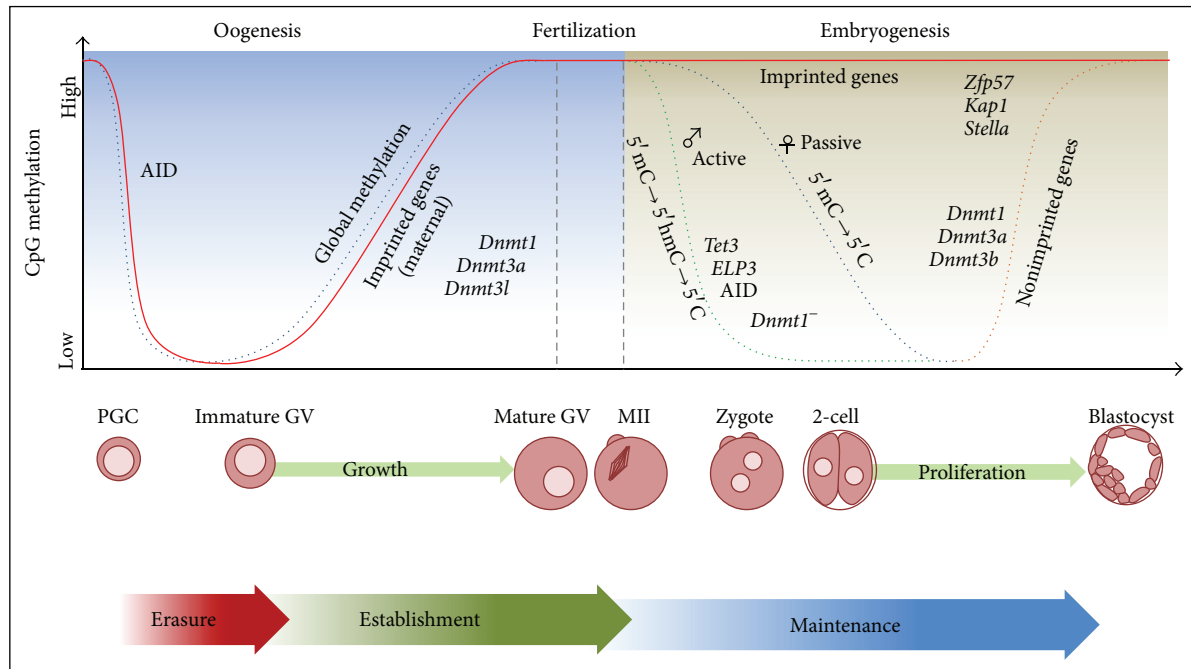 Oogenesis
Fertilization
Embryogenesis
CpG methylation
High
Low
AID
Global methylation
Imprinted genes
(maternal)
Dnmt1
Dnmt3a
Dnmt3l
Imprinted genes
♂
Active
♀ Passive
5′mC→5′hmC→5′C
5′mC→5′C
Tet3
ELP3
AID
Dnmt1⁻
Zfp57
Kap1
Stella
Dnmt1
Dnmt3a
Dnmt3b
Nonimprinted genes
PGC
Immature GV
Mature GV
MII
Zygote
2-cell
Blastocyst
Growth
Proliferation
Erasure
Establishment
Maintenance